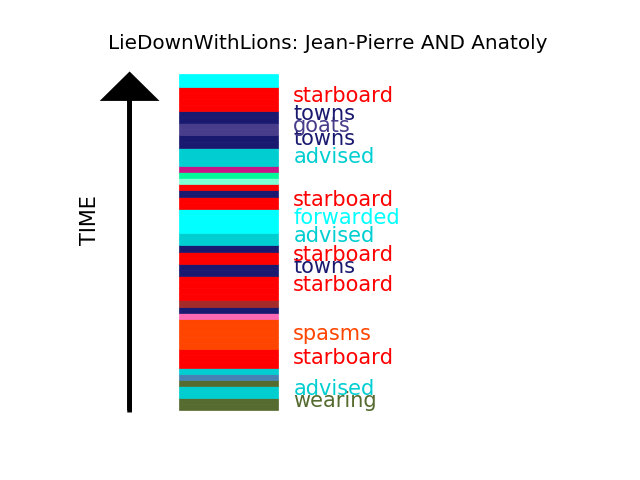 LieDownWithLions: Jean-Pierre AND Anatoly
TIME
starboard
towns
goats
towns
advised
starboard
forwarded
advised
starboard
towns
starboard
spasms
starboard
advised
wearing